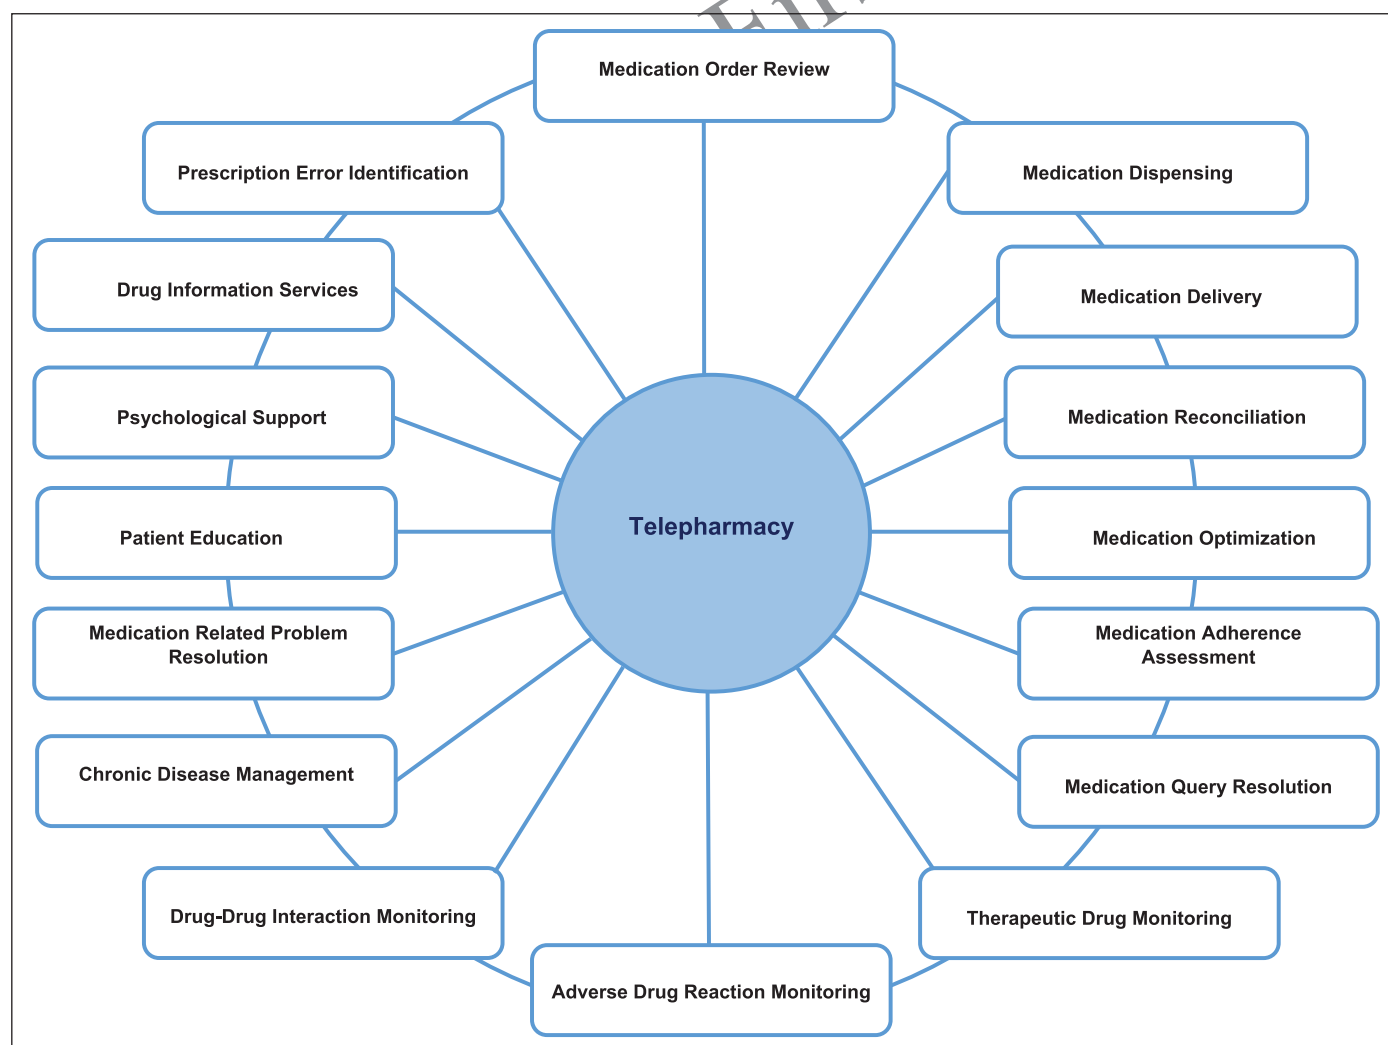 Medication Order Review
Prescription Error Identification
Medication Dispensing
Drug Information Services
Medication Delivery
Psychological Support
Medication Reconciliation
Telepharmacy
Patient Education
Medication Optimization
Medication Related Problem
Resolution
Medication Adherence
Assessment
Chronic Disease Management
Medication Query Resolution
Drug-Drug Interaction Monitoring
Therapeutic Drug Monitoring
Adverse Drug Reaction Monitoring